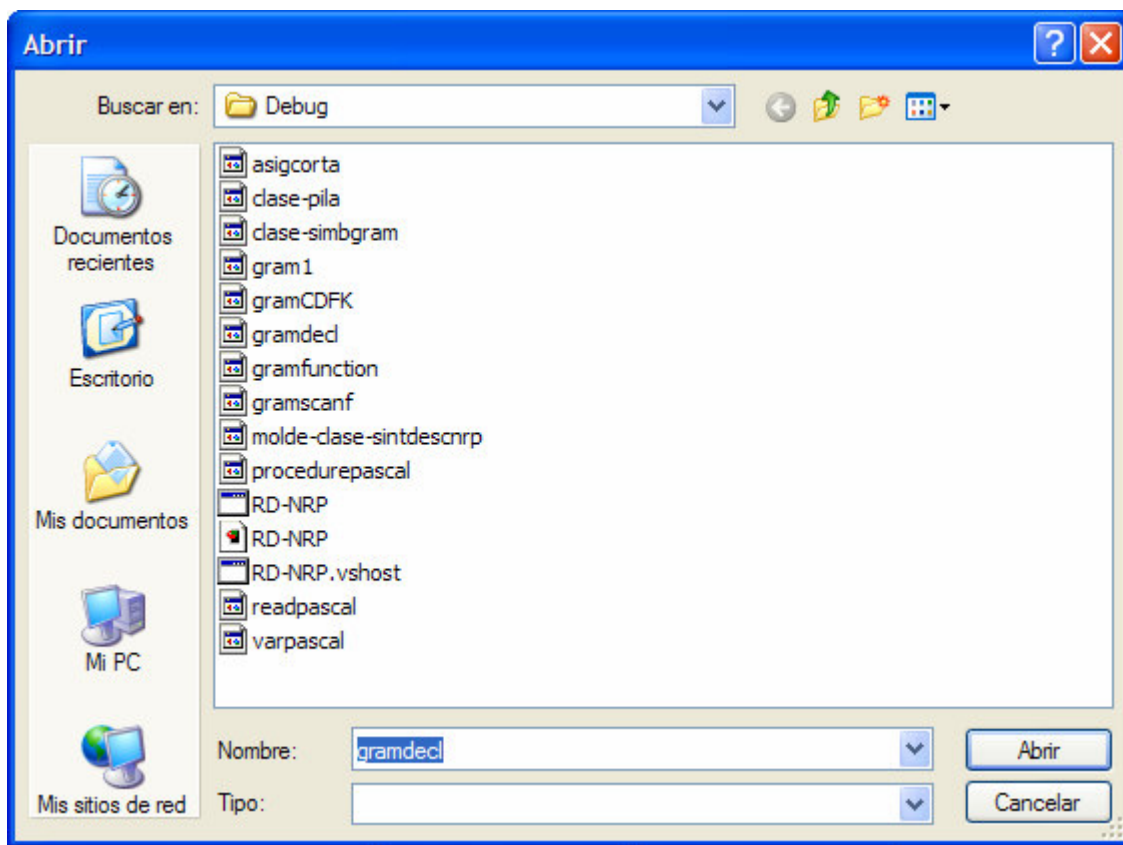 Abrir
Buscar en: Debug
Documentos
recientes
Escritorio
Mis documentos
Mi PC
Mis sitios de red
asigcorta
clase-pila
clase-simbgram
gram1
gramCDFK
gramdecl
gramfunction
gramscanf
molde-clase-sintdescnrp
procedurepascal
RD-NRP
RD-NRP
RD-NRP.vshost
readpascal
varpascal
Nombre: gramdecl Abrir
Tipo: Cancelar